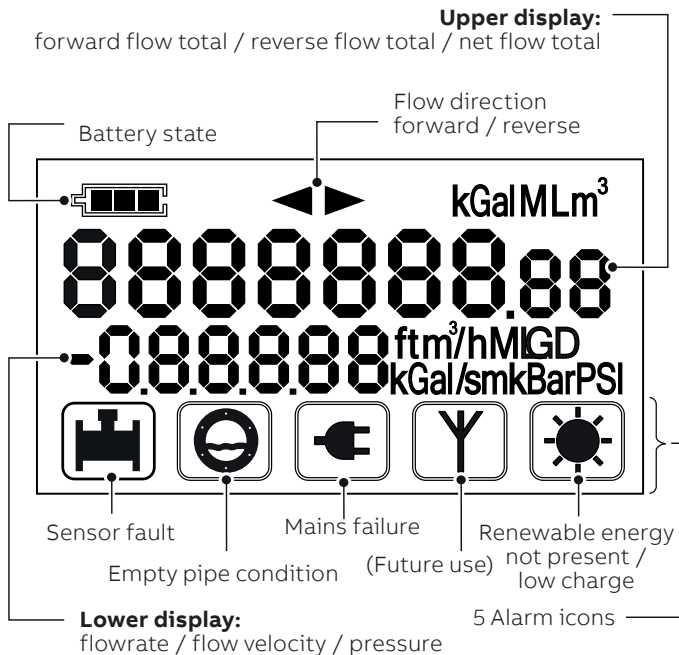 Upper display:
forward flow total / reverse flow total / net flow total
Flow direction
forward / reverse
Battery state
kGalMLm³
8888888.88
-0.8.8.8.88
ftm³/hMIGD
kGal/smkBarPSI
Sensor fault
Empty pipe condition
Mains failure
(Future use)
Renewable energy
not present /
low charge
5 Alarm icons
Lower display:
flowrate / flow velocity / pressure